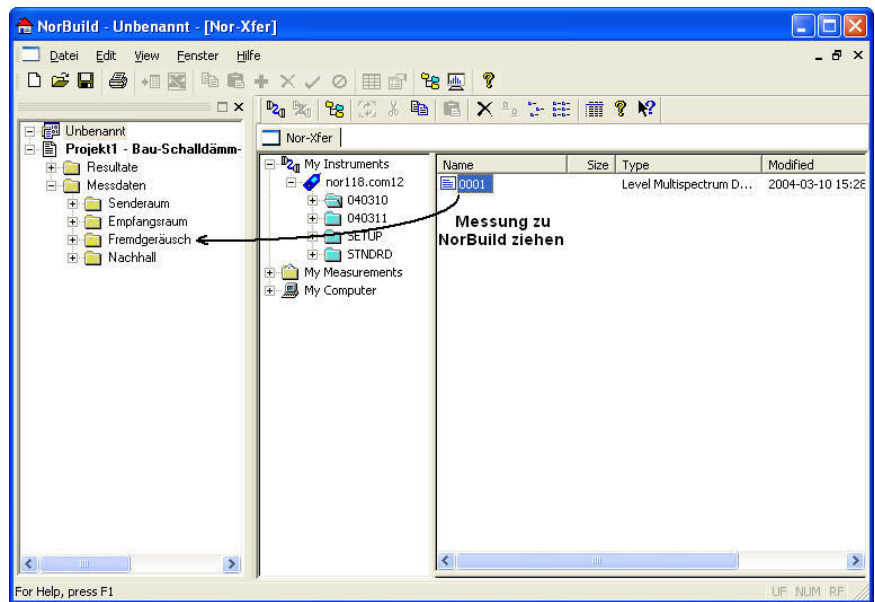 NorBuild - Unbenannt - [Nor-Xfer]
Datei Edit View Fenster Hilfe
Unbenannt
Projekt1 - Bau-Schalldämm-
Resultate
Messdaten
Senderaum
Empfangsraum
Fremdgeräusch
Nachhall
Nor-Xfer
My Instruments
nor118.com12
040310
040311
SETUP
STNDRD
My Measurements
My Computer
Name Size Type Modified
0001 Level Multispectrum D... 2004-03-10 15:28
Messung zu
NorBuild ziehen
For Help, press F1
UF NUM RF